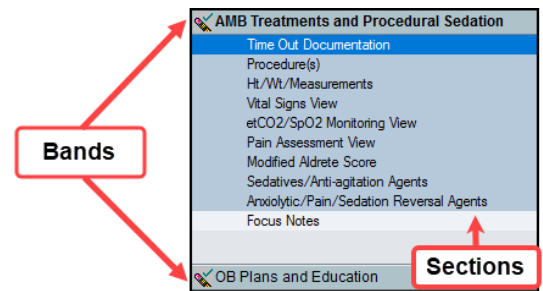 AMB Treatments and Procedural Sedation
Time Out Documentation
Procedure(s)
Ht/Wt/Measurements
Vital Signs View
etCO2/SpO2 Monitoring View
Pain Assessment View
Modified Aldrete Score
Sedatives/Anti-agitation Agents
Anxiolytic/Pain/Sedation Reversal Agents
Focus Notes
OB Plans and Education
Bands
Sections